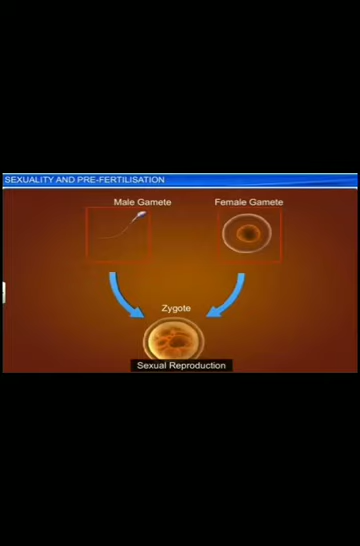 SEXUALITY AND PRE-FERTILISATION
Male Gamete Female Gamete
Zygote
Sexual Reproduction